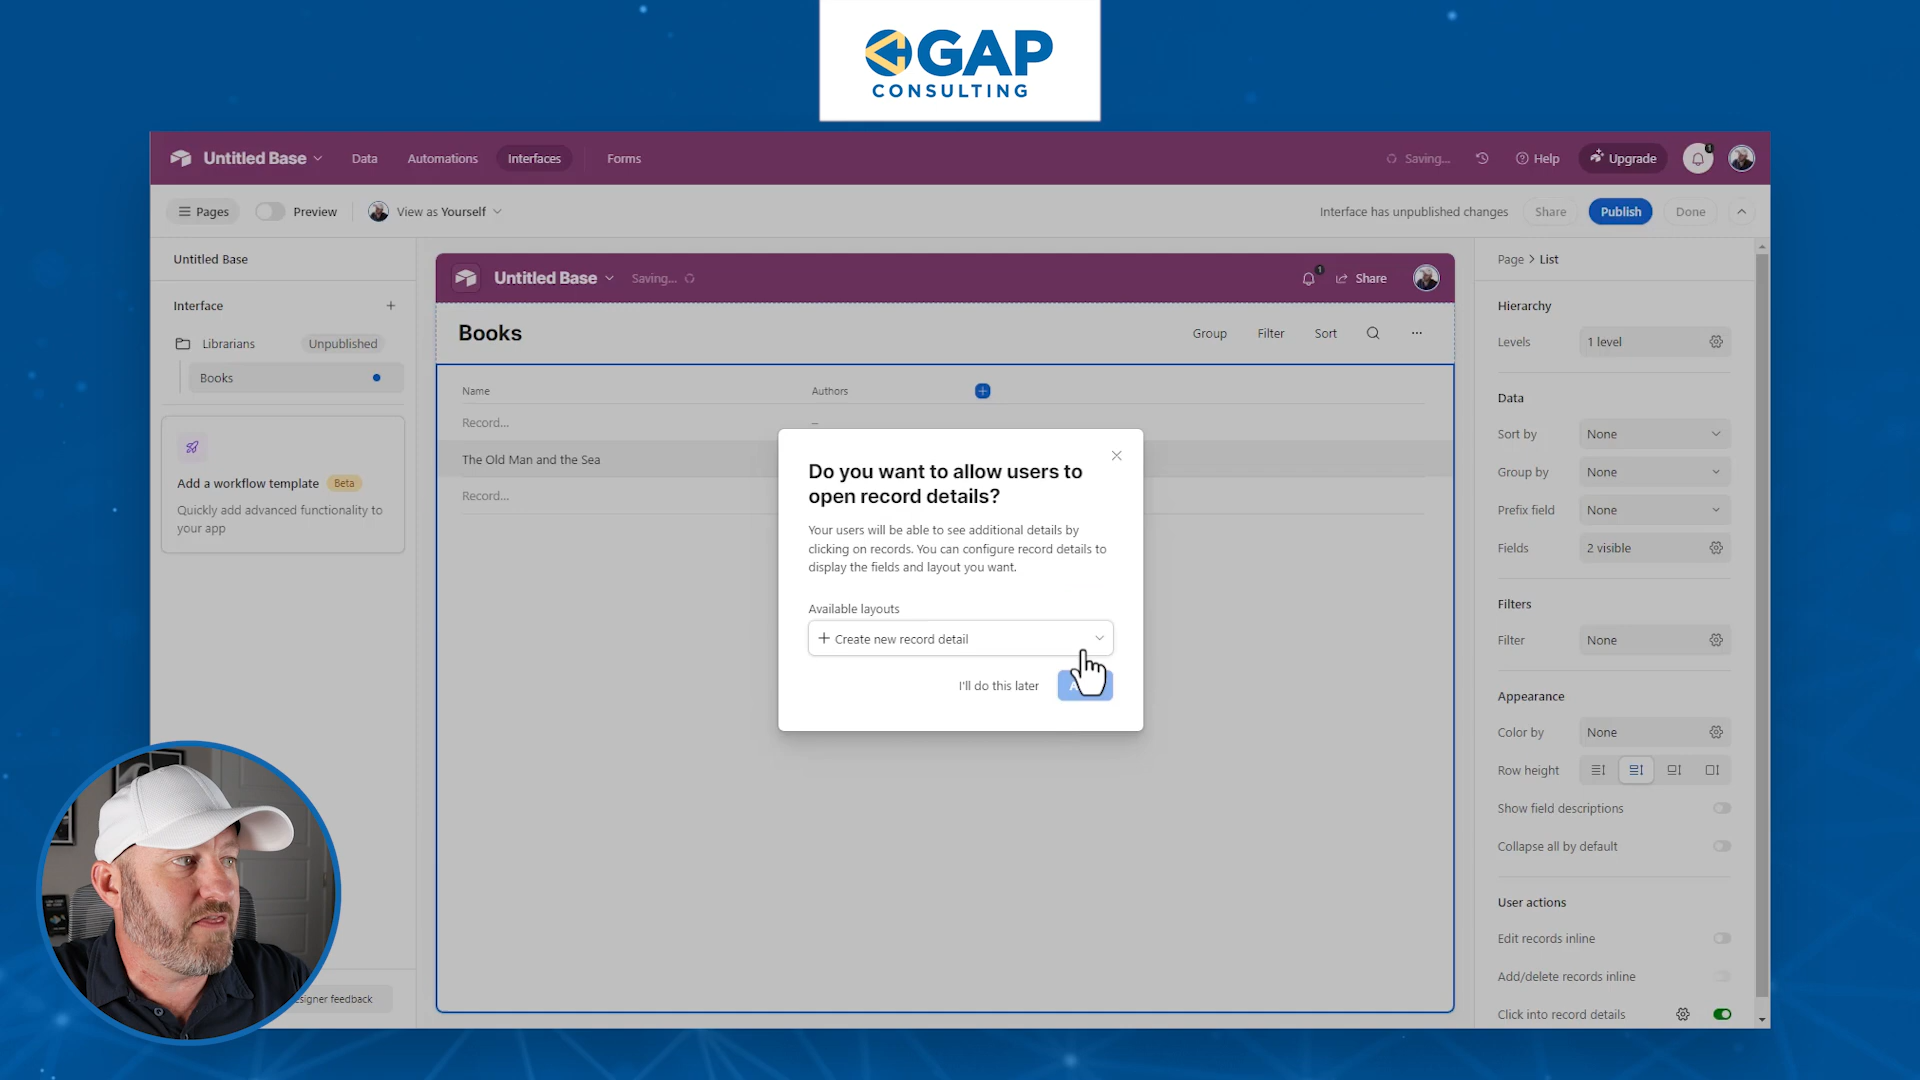 GAP
CONSULTING
Untitled Base
Data
Automations
Interfaces
Forms
Saving...
Help
Upgrade
1
Pages
Preview
View as Yourself
Interface has unpublished changes
Share
Publish
Done
Untitled Base
Interface
Librarians
Unpublished
Books
Add a workflow template
Beta
Quickly add advanced functionality to
your app
Untitled Base
Saving...
1
Share
Books
Group
Filter
Sort
Name
Authors
Record...
–
The Old Man and the Sea
Record...
Do you want to allow users to
open record details?
Your users will be able to see additional details by
clicking on records. You can configure record details to
display the fields and layout you want.
Available layouts
Create new record detail
I'll do this later
Page > List
Hierarchy
Levels
1 level
Data
Sort by
None
Group by
None
Prefix field
None
Fields
2 visible
Filters
Filter
None
Appearance
Color by
None
Row height
Show field descriptions
Collapse all by default
User actions
Edit records inline
Add/delete records inline
Click into record details
feedback